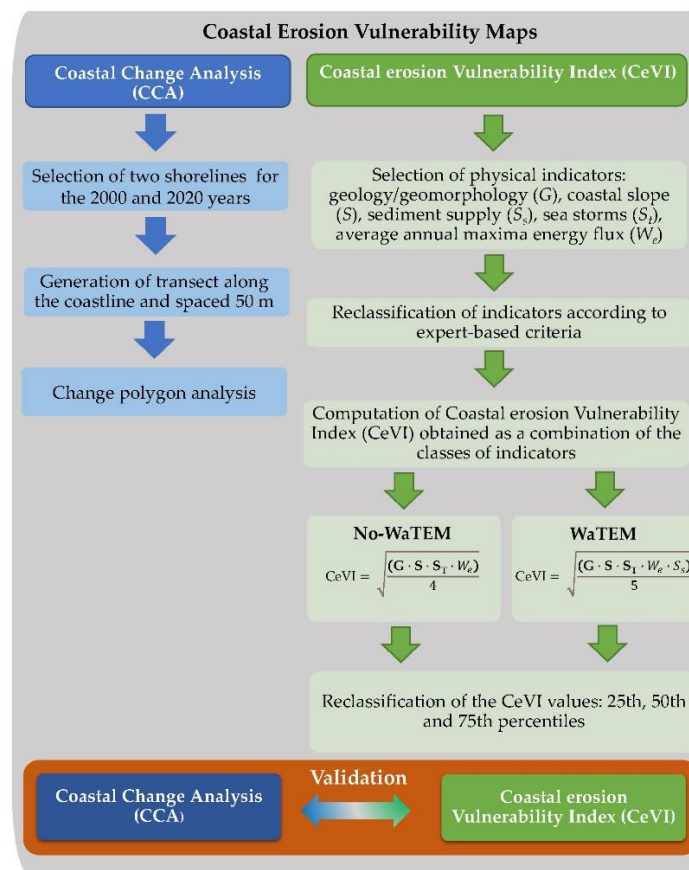 Coastal Erosion Vulnerability Maps
Coastal Change Analysis
(CCA)
Selection of two shorelines for
the 2000 and 2020 years
Generation of transect along
the coastline and spaced 50 m
Change polygon analysis
Coastal erosion Vulnerability Index (CeVI)
Selection of physical indicators:
geology/geomorphology (G), coastal slope
(S), sediment supply (Ss), sea storms (St),
average annual maxima energy flux (We)
Reclassification of indicators according to
expert-based criteria
Computation of Coastal erosion Vulnerability
Index (CeVI) obtained as a combination of the
classes of indicators
No-WaTEM
CeVI = √((G · S · ST · We) / 4)
WaTEM
CeVI = √((G · S · ST · We · Ss) / 5)
Reclassification of the CeVI values: 25th, 50th
and 75th percentiles
Validation
Coastal Change Analysis
(CCA)
Coastal erosion
Vulnerability Index (CeVI)